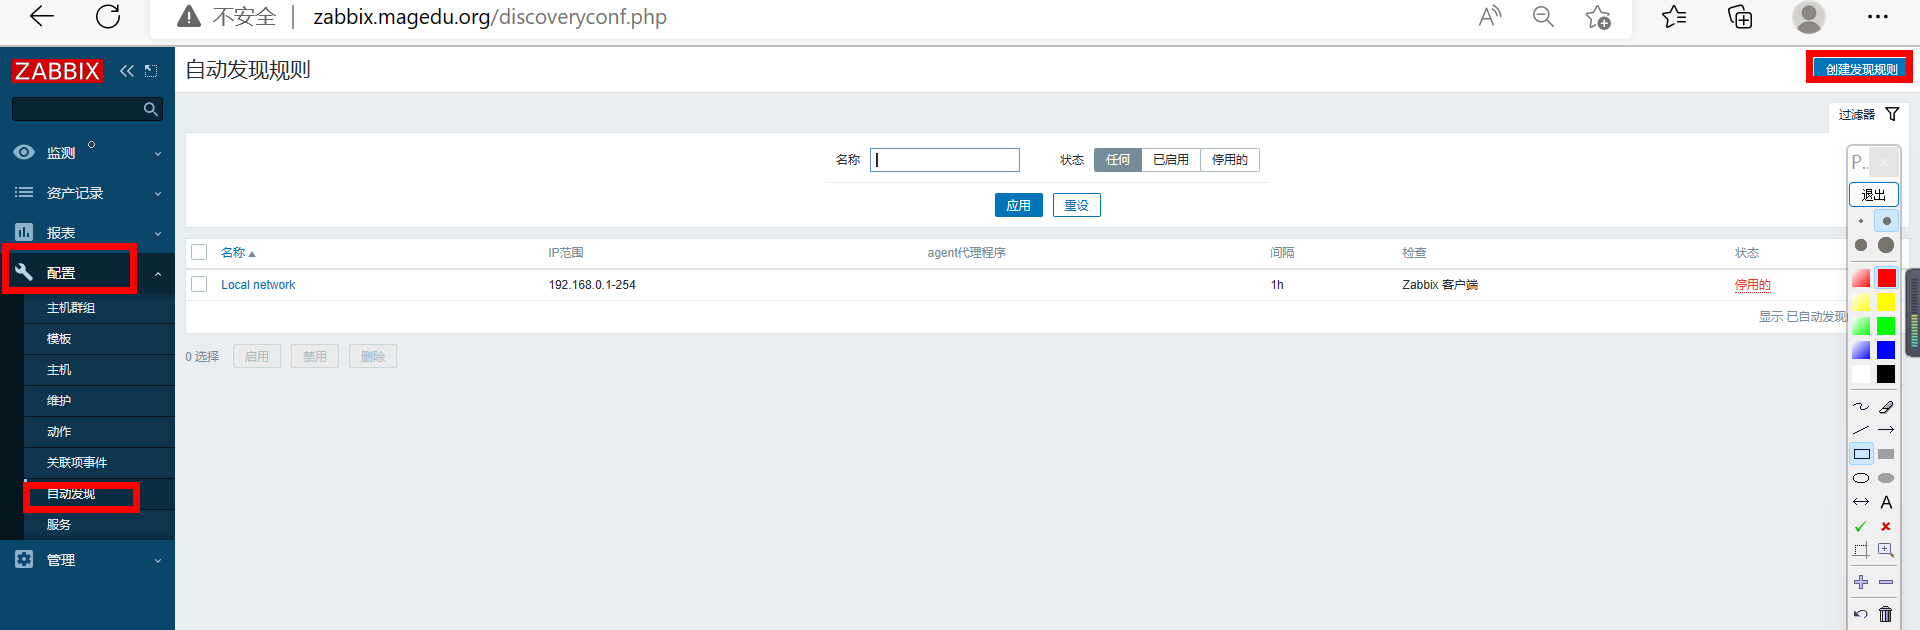 不安全 zabbix.magedu.org/discoveryconf.php
ZABBIX
自动发现规则
创建发现规则
过滤器
监测
资产记录
报表
配置
主机群组
模板
主机
维护
动作
关联项事件
自动发现
服务
管理
名称 状态 任何 已启用 停用的
应用 重设
名称 IP范围 agent代理程序 间隔 检查 状态
Local network 192.168.0.1-254 1h Zabbix 客户端 停用的
显示 已自动发现
0 选择 启用 禁用 删除
P..
退出
A